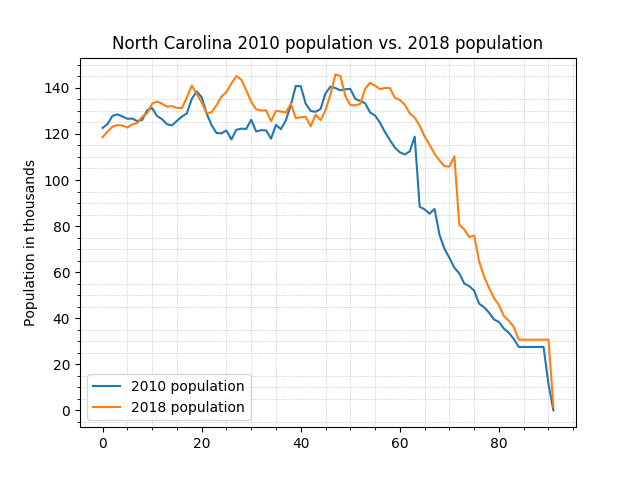 North Carolina 2010 population vs. 2018 population
Population in thousands
140
120
100
80
60
40
20
0
2010 population
2018 population
0 20 40 60 80